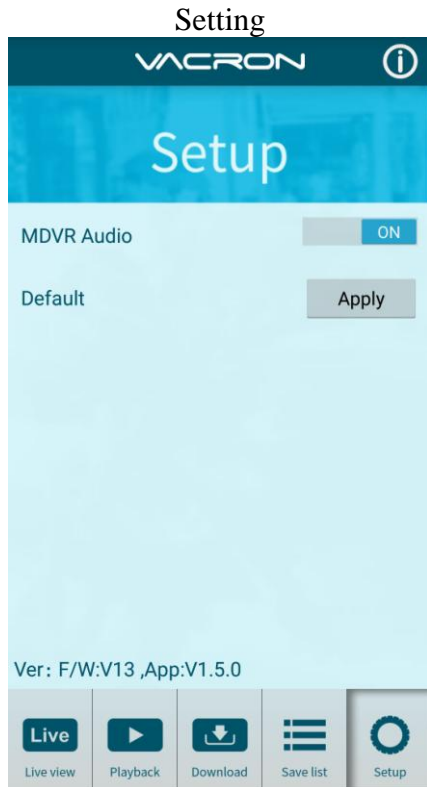 Setting
VACRON
Setup
MDVR Audio
ON
Default
Apply
Ver: F/W:V13 ,App:V1.5.0
Live
Live view
Playback
Download
Save list
Setup